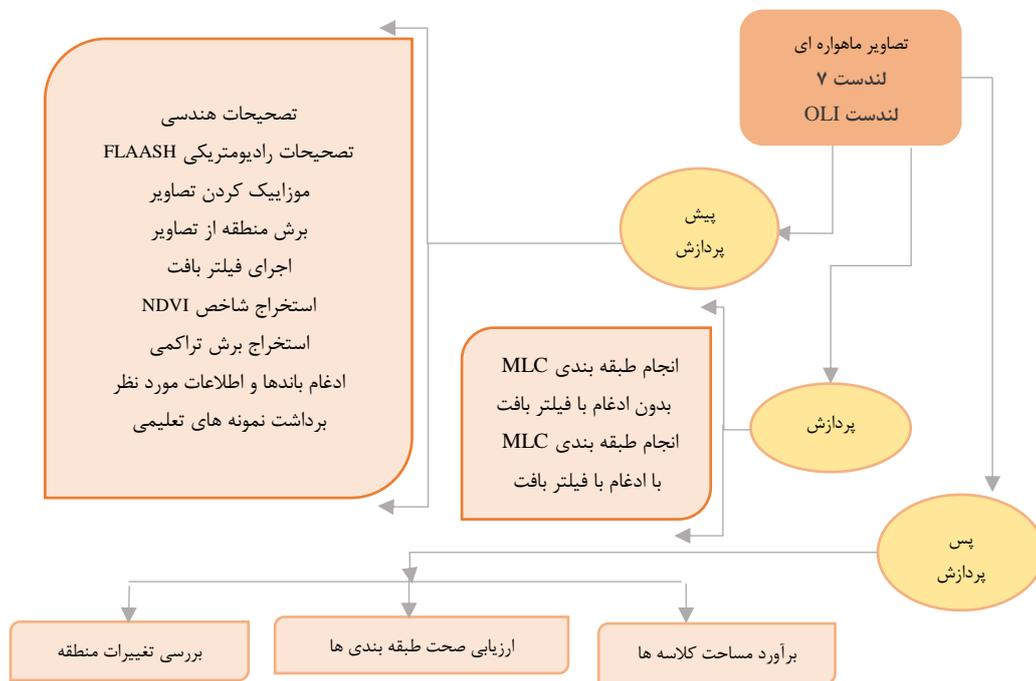 تصاویر ماهواره ای
لندست ۷
لندست OLI
پیش
پردازش
تصحیحات هندسی
تصحیحات رادیومتریکی FLAASH
موزاییک کردن تصاویر
برش منطقه از تصاویر
اجرای فیلتر بافت
استخراج شاخص NDVI
استخراج برش تراکمی
ادغام باندها و اطلاعات مورد نظر
برداشت نمونه های تعلیمی
پردازش
انجام طبقه بندی MLC
بدون ادغام با فیلتر بافت
انجام طبقه بندی MLC
با ادغام با فیلتر بافت
پس
پردازش
برآورد مساحت کلاسه ها
ارزیابی صحت طبقه بندی ها
بررسی تغییرات منطقه